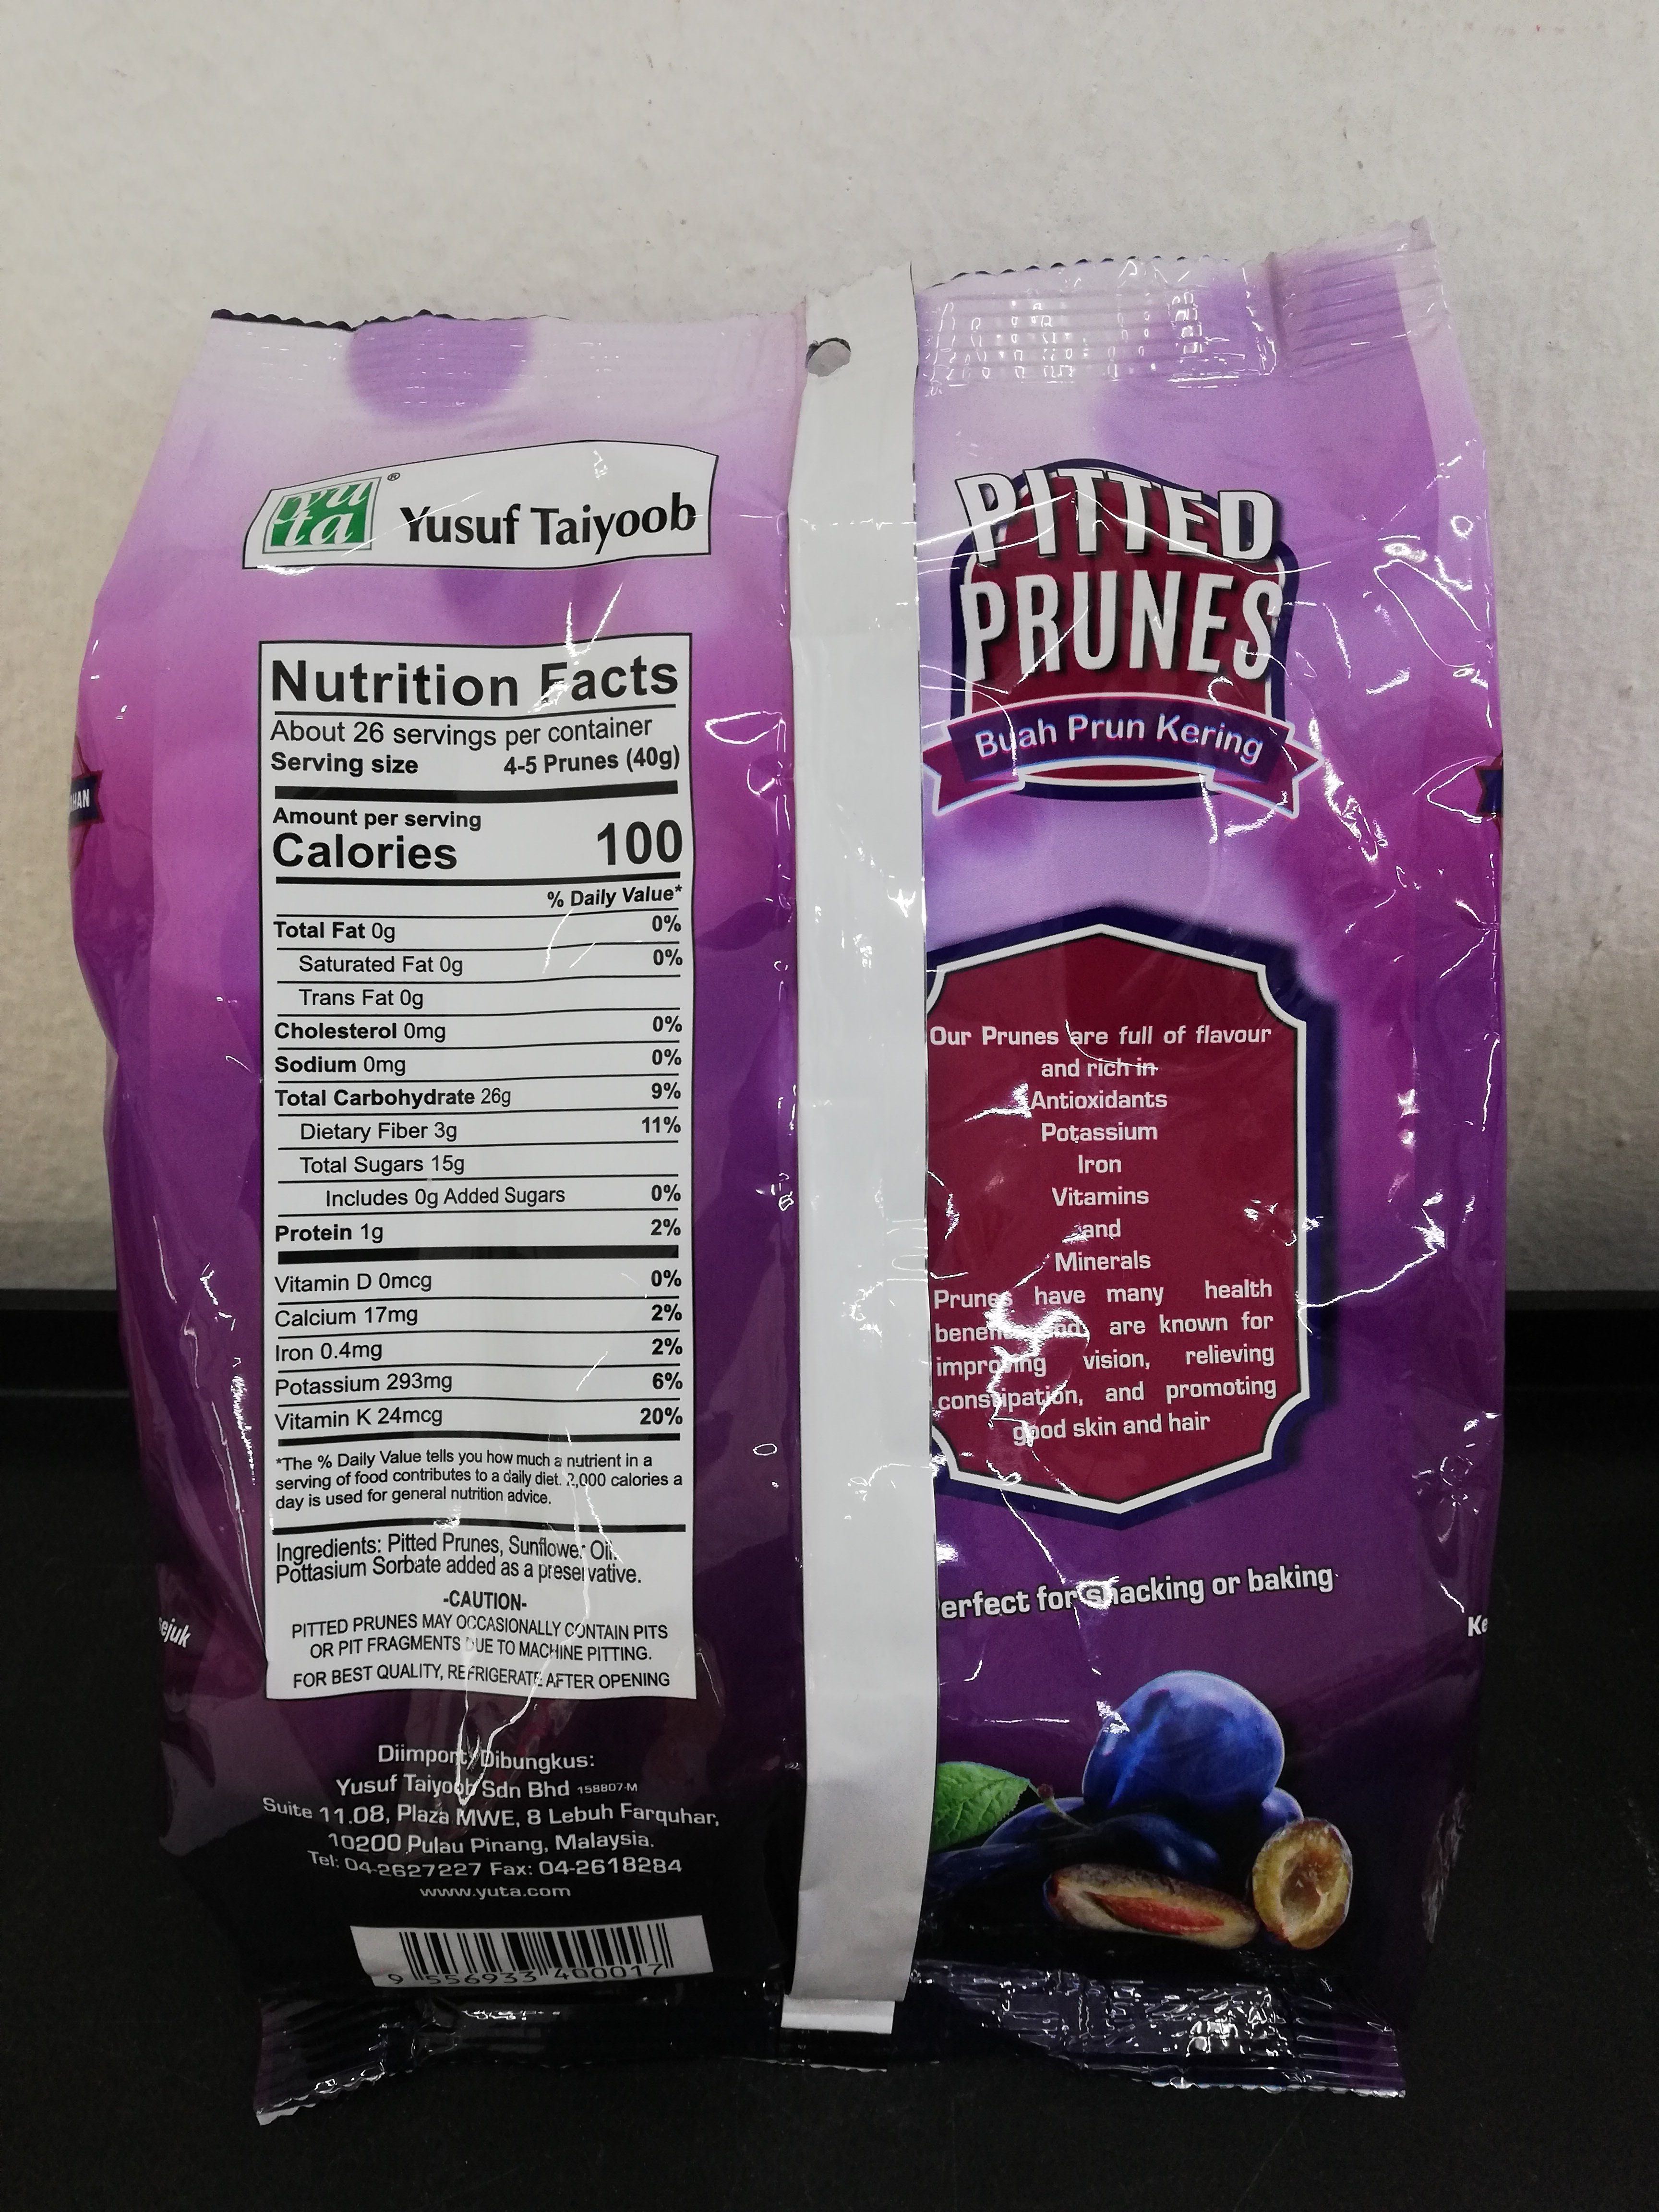 yu
ta
®
Yusuf Taiyoob
Nutrition Facts
About 26 servings per container
Serving size 4-5 Prunes (40g)
Amount per serving
Calories 100
% Daily Value*
Total Fat 0g 0%
Saturated Fat 0g 0%
Trans Fat 0g
Cholesterol 0mg 0%
Sodium 0mg 0%
Total Carbohydrate 26g 9%
Dietary Fiber 3g 11%
Total Sugars 15g
Includes 0g Added Sugars 0%
Protein 1g 2%
Vitamin D 0mcg 0%
Calcium 17mg 2%
Iron 0.4mg 2%
Potassium 293mg 6%
Vitamin K 24mcg 20%
*The % Daily Value tells you how much a nutrient in a
serving of food contributes to a daily diet. 2,000 calories a
day is used for general nutrition advice.
Ingredients: Pitted Prunes, Sunflower Oil.
Pottasium Sorbate added as a preservative.
-CAUTION-
PITTED PRUNES MAY OCCASIONALLY CONTAIN PITS
OR PIT FRAGMENTS DUE TO MACHINE PITTING.
FOR BEST QUALITY, REFRIGERATE AFTER OPENING
Diimport/Dibungkus:
Yusuf Taiyoob Sdn Bhd 158807-M
Suite 11.08, Plaza MWE, 8 Lebuh Farquhar,
10200 Pulau Pinang, Malaysia.
Tel: 04-2627227 Fax: 04-2618284
www.yuta.com
9 556933 400017
PITTED
PRUNES
Buah Prun Kering
Our Prunes are full of flavour
and rich in
Antioxidants
Potassium
Iron
Vitamins
and
Minerals
Prunes have many health
benefits and are known for
improving vision, relieving
constipation, and promoting
good skin and hair
erfect for snacking or baking
HAN
ejuk
Ke